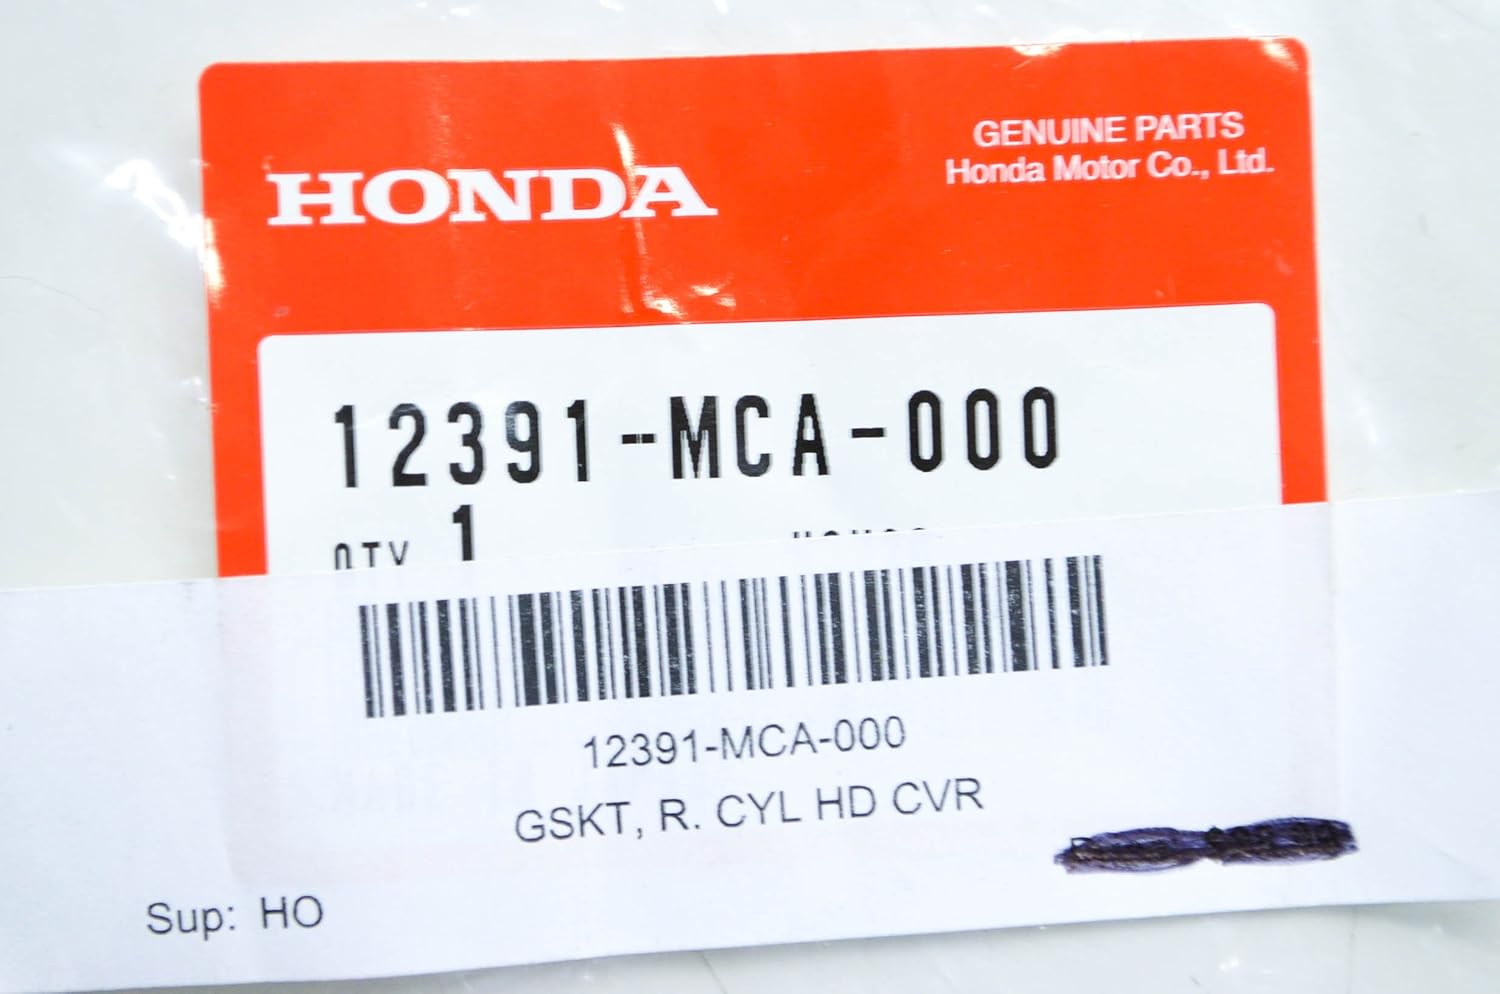 GENUINE PARTS
Honda Motor Co., Ltd.
HONDA
12391-MCA-000
QTY 1
12391-MCA-000
GSKT, R. CYL HD CVR
Sup: HO